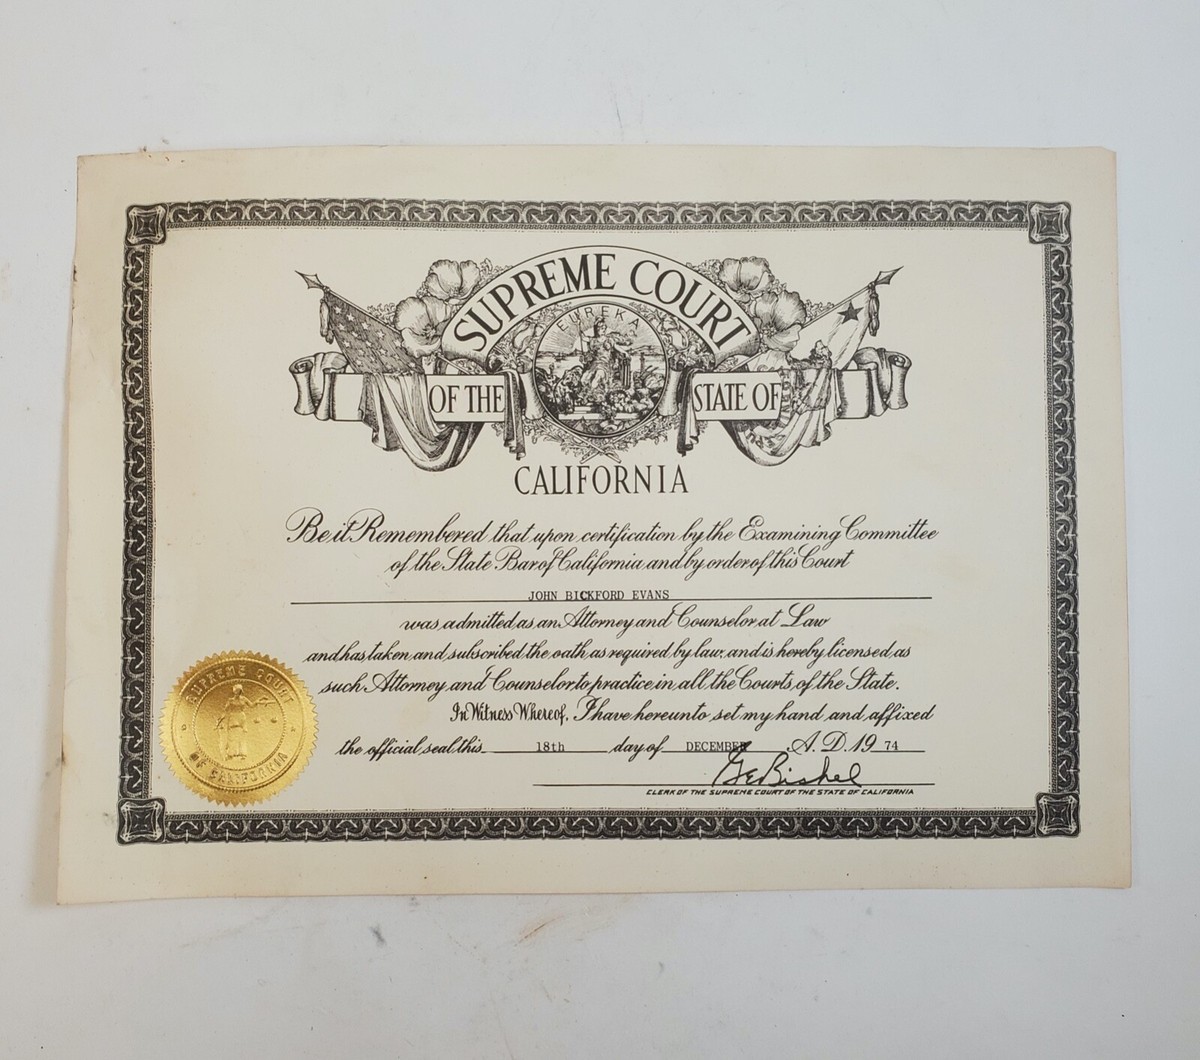 SUPREME COURT
EUREKA
OF THE
STATE OF
CALIFORNIA
Be it Remembered that upon certification by the Examining Committee
of the State Bar of California and by order of this Court
JOHN BICKFORD EVANS
was admitted as an Attorney and Counselor at Law
and has taken and subscribed the oath as required by law, and is hereby licensed as
such Attorney and Counselor to practice in all the Courts of the State.
In Witness Whereof, I have hereunto set my hand and affixed
the official seal this 18th day of DECEMBER, A.D. 19 74
G E Bishel
CLERK OF THE SUPREME COURT OF THE STATE OF CALIFORNIA
SUPREME COURT
OF CALIFORNIA